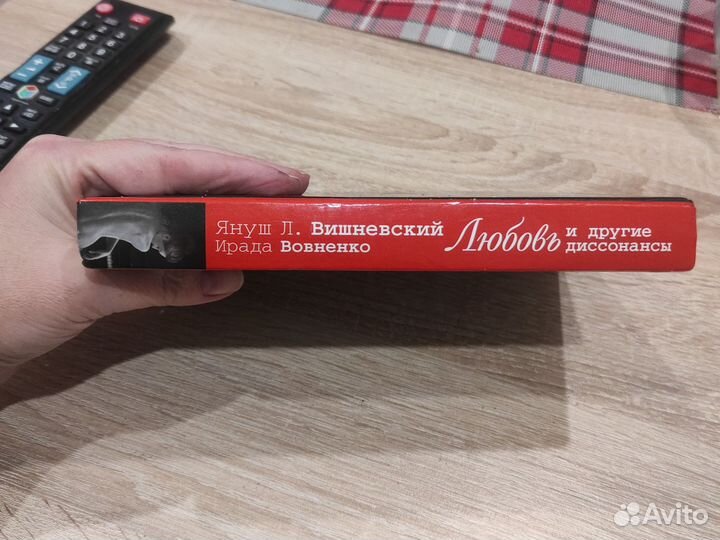 Януш Л. Вишневский
Ирада Вовненко
Любовь
и другие
диссонансы
Avito